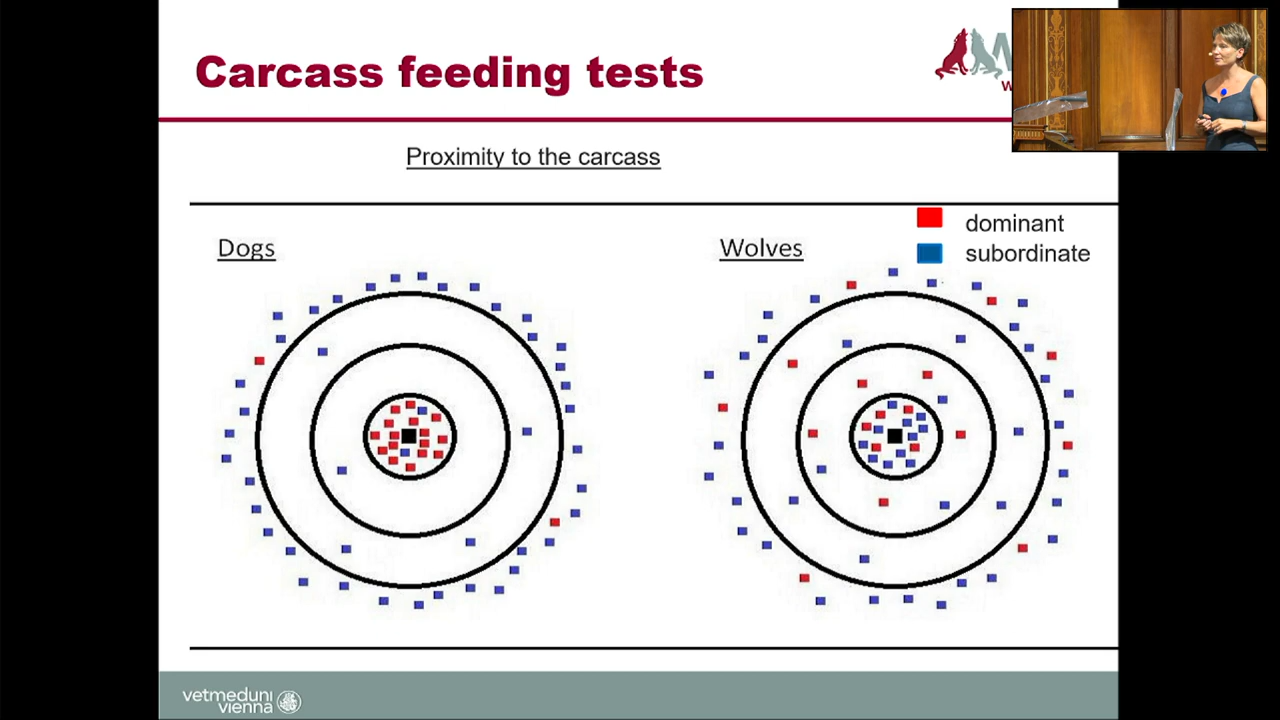 Carcass feeding tests
Proximity to the carcass
dominant
subordinate
Dogs
Wolves
vetmeduni
vienna